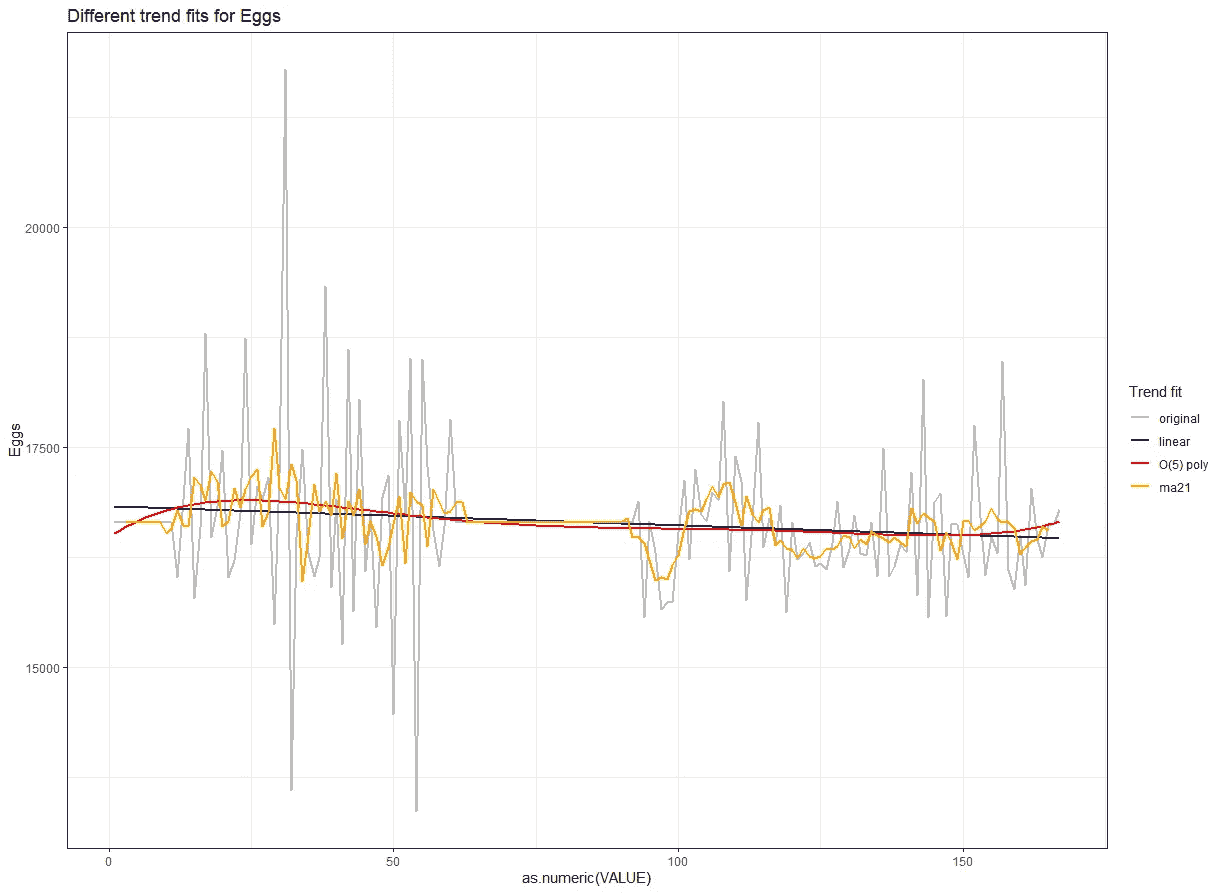 Different trend fits for Eggs
Eggs
20000
17500
15000
0 50 100 150
as.numeric(VALUE)
Trend fit
original
linear
O(5) poly
ma21